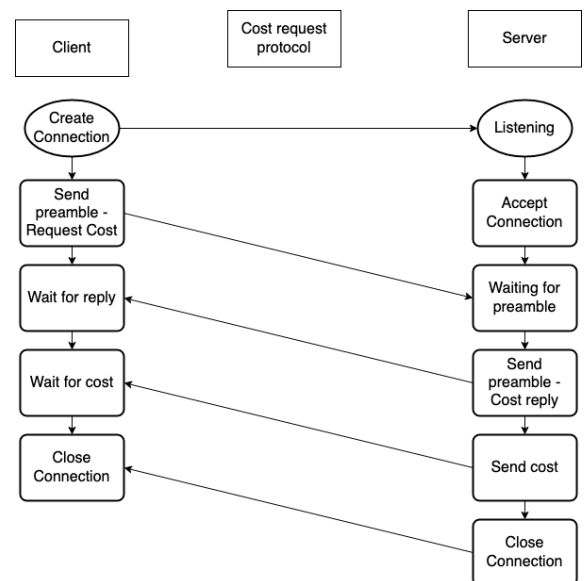 Client
Cost request
protocol
Server
Create
Connection
Listening
Send
preamble -
Request Cost
Accept
Connection
Wait for reply
Waiting for
preamble
Wait for cost
Send
preamble -
Cost reply
Close
Connection
Send cost
Close
Connection